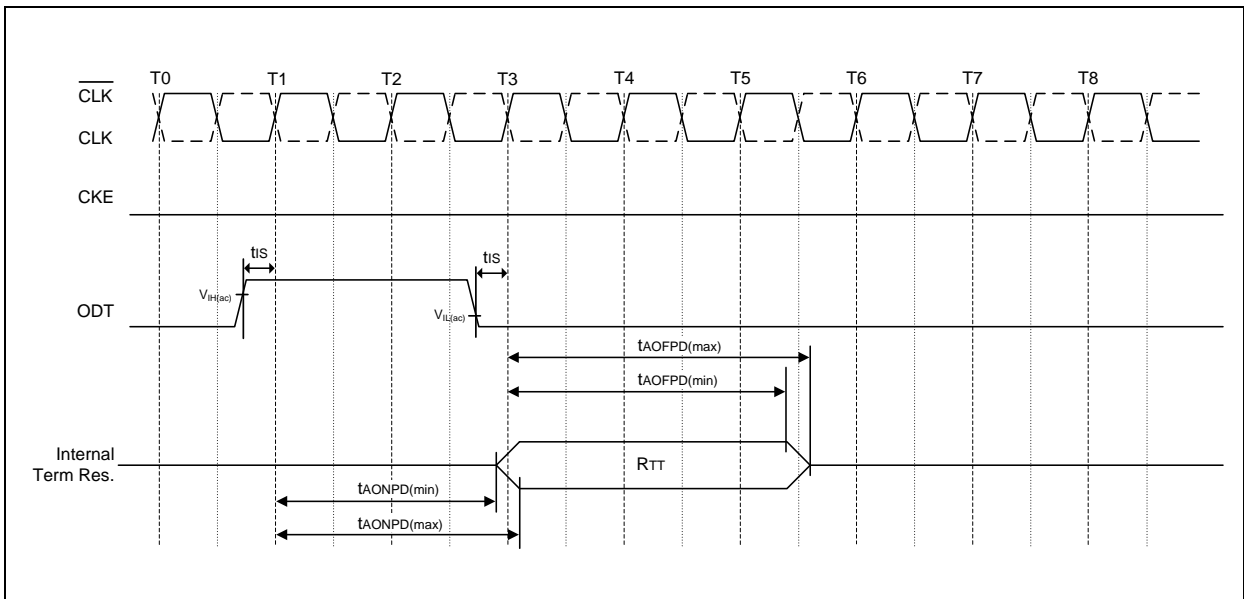 T0 T1 T2 T3 T4 T5 T6 T7 T8
CLK
CLK
CKE
tIS tIS
VIH(ac)
ODT
VIL(ac)
tAOFPD(max)
tAOFPD(min)
Internal
Term Res.
RTT
tAONPD(min)
tAONPD(max)